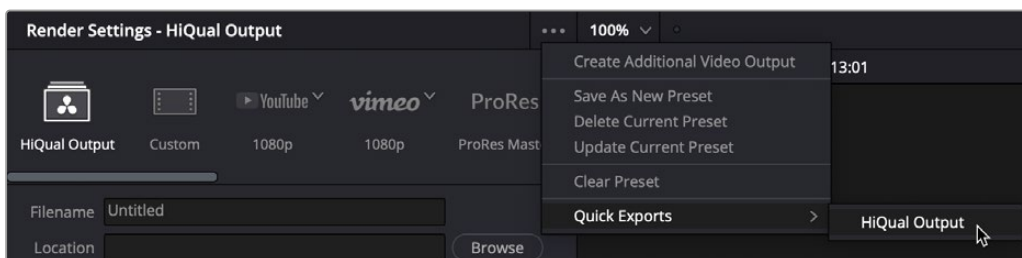 Render Settings - HiQual Output
100%
Create Additional Video Output
13:01
Save As New Preset
Delete Current Preset
Update Current Preset
Clear Preset
Quick Exports
HiQual Output
YouTube
vimeo
ProRes
HiQual Output
Custom
1080p
1080p
ProRes Mast
Filename
Untitled
Location
Browse